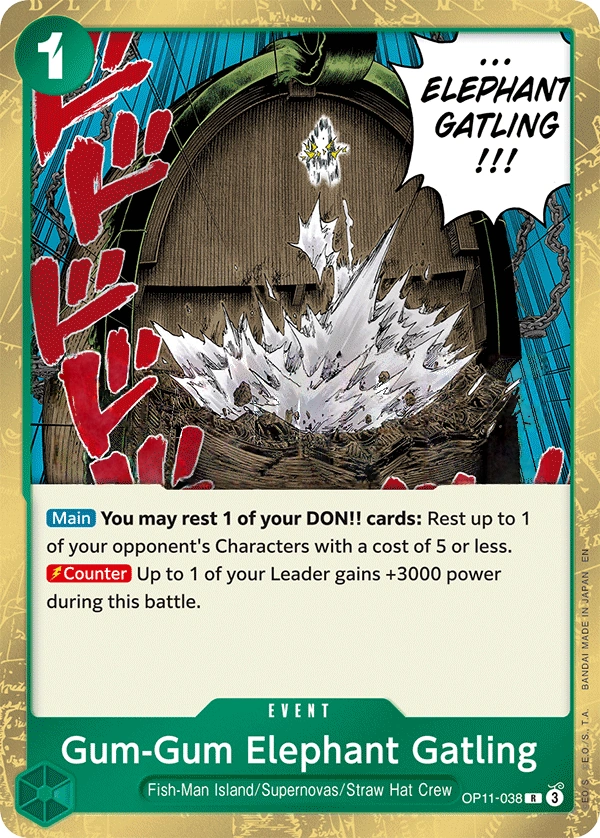 1
...
ELEPHANT
GATLING
!!!
ドドドドド
Main You may rest 1 of your DON!! cards: Rest up to 1
of your opponent's Characters with a cost of 5 or less.
Counter Up to 1 of your Leader gains +3000 power
during this battle.
EVENT
Gum-Gum Elephant Gatling
Fish-Man Island/Supernovas/Straw Hat Crew
OP11-038 R 3
BANDAI MADE IN JAPAN EN